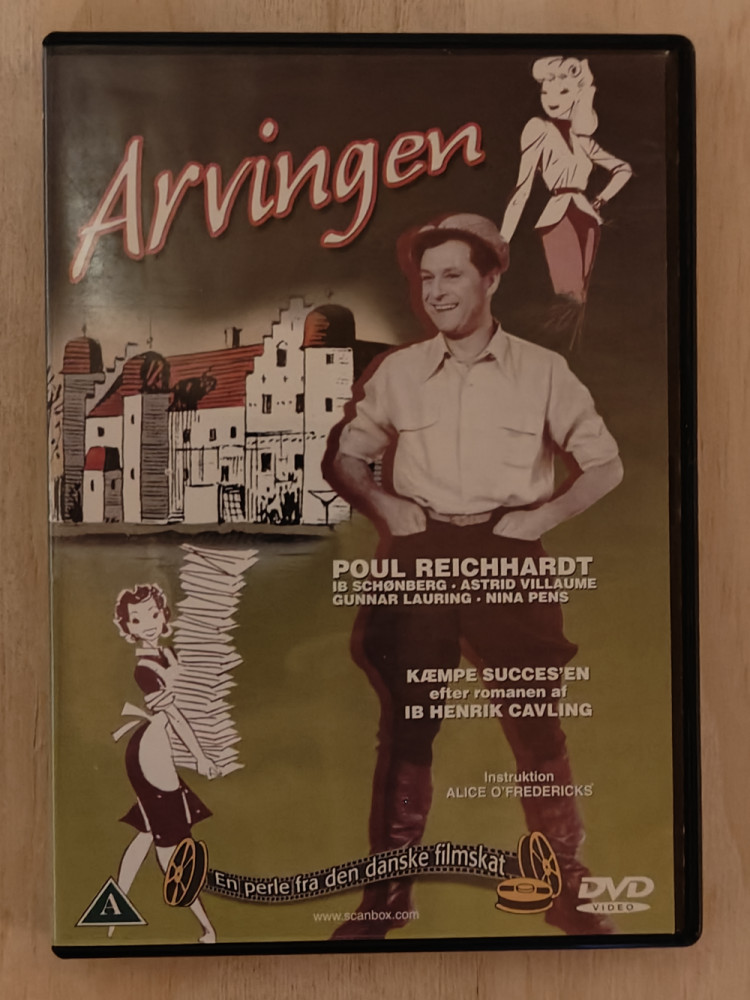 Arvingen
POUL REICHHARDT
IB SCHØNBERG • ASTRID VILLAUME
GUNNAR LAURING • NINA PENS
KÆMPE SUCCES'EN
efter romanen af
IB HENRIK CAVLING
Instruktion
ALICE O'FREDERICKS
En perle fra den danske filmskat
A
www.scanbox.com
DVD
VIDEO